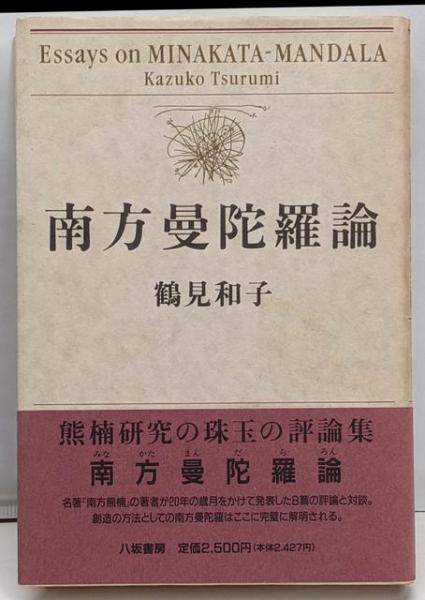 Essays on MINAKATA-MANDALA
Kazuko Tsurumi
南方曼陀羅論
鶴見和子
熊楠研究の珠玉の評論集
みな かた まん だ ら ろん
南方曼陀羅論
名著『南方熊楠』の著者が20年の歳月をかけて発表した8篇の評論と対談。
創造の方法としての南方曼陀羅はここに完璧に解明される。
八坂書房 定価2,500円(本体2,427円)